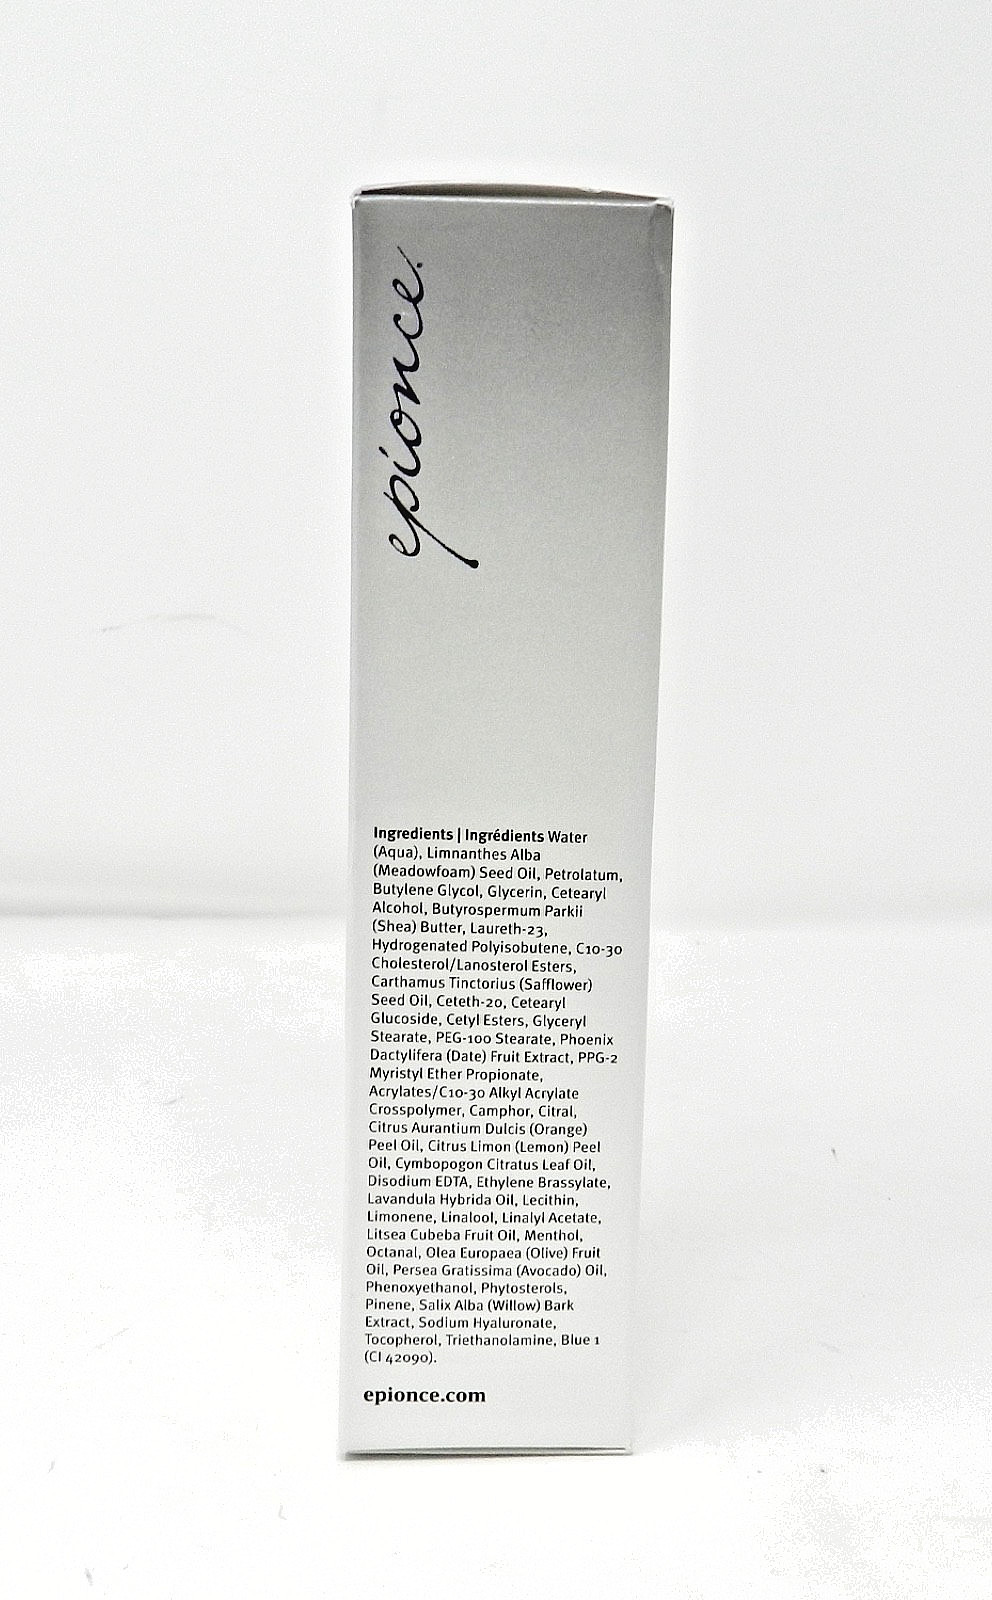 epionce.
Ingredients | Ingrédients Water
(Aqua), Limnanthes Alba
(Meadowfoam) Seed Oil, Petrolatum,
Butylene Glycol, Glycerin, Cetearyl
Alcohol, Butyrospermum Parkii
(Shea) Butter, Laureth-23,
Hydrogenated Polyisobutene, C10-30
Cholesterol/Lanosterol Esters,
Carthamus Tinctorius (Safflower)
Seed Oil, Ceteth-20, Cetearyl
Glucoside, Cetyl Esters, Glyceryl
Stearate, PEG-100 Stearate, Phoenix
Dactylifera (Date) Fruit Extract, PPG-2
Myristyl Ether Propionate,
Acrylates/C10-30 Alkyl Acrylate
Crosspolymer, Camphor, Citral,
Citrus Aurantium Dulcis (Orange)
Peel Oil, Citrus Limon (Lemon) Peel
Oil, Cymbopogon Citratus Leaf Oil,
Disodium EDTA, Ethylene Brassylate,
Lavandula Hybrida Oil, Lecithin,
Limonene, Linalool, Linalyl Acetate,
Litsea Cubeba Fruit Oil, Menthol,
Octanal, Olea Europaea (Olive) Fruit
Oil, Persea Gratissima (Avocado) Oil,
Phenoxyethanol, Phytosterols,
Pinene, Salix Alba (Willow) Bark
Extract, Sodium Hyaluronate,
Tocopherol, Triethanolamine, Blue 1
(CI 42090).
epionce.com